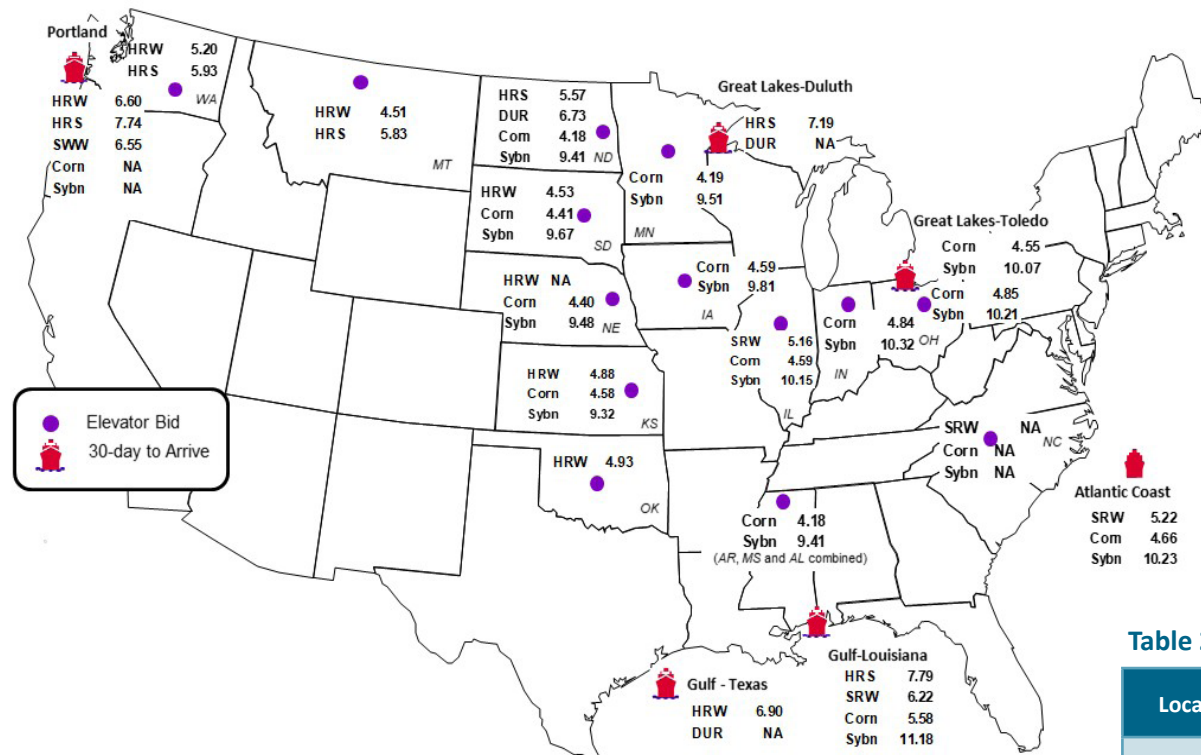 Portland
HRW 5.20
HRS 5.93
WA
HRW 6.60
HRS 7.74
SWW 6.55
Corn NA
Sybn NA
HRW 4.51
HRS 5.83
MT
HRS 5.57
DUR 6.73
Corn 4.18
Sybn 9.41 ND
HRW 4.53
Corn 4.41
Sybn 9.67 SD
HRW NA
Corn 4.40
Sybn 9.48 NE
HRW 4.88
Corn 4.58
Sybn 9.32 KS
HRW 4.93
OK
Great Lakes-Duluth
HRS 7.19
DUR NA
Corn 4.19
Sybn 9.51
MN
Corn 4.59
Sybn 9.81
IA
SRW 5.16
Corn 4.59
Sybn 10.15
IL
Great Lakes-Toledo
Corn 4.55
Sybn 10.07
Corn 4.85
Sybn 10.21
OH
Corn 4.84
Sybn 10.32
IN
SRW NA
Corn NA NC
Sybn NA
Atlantic Coast
SRW 5.22
Corn 4.66
Sybn 10.23
Corn 4.18
Sybn 9.41
(AR, MS and AL combined)
Gulf-Louisiana
HRS 7.79
SRW 6.22
Corn 5.58
Sybn 11.18
Gulf - Texas
HRW 6.90
DUR NA
Elevator Bid
30-day to Arrive
Table
Loca